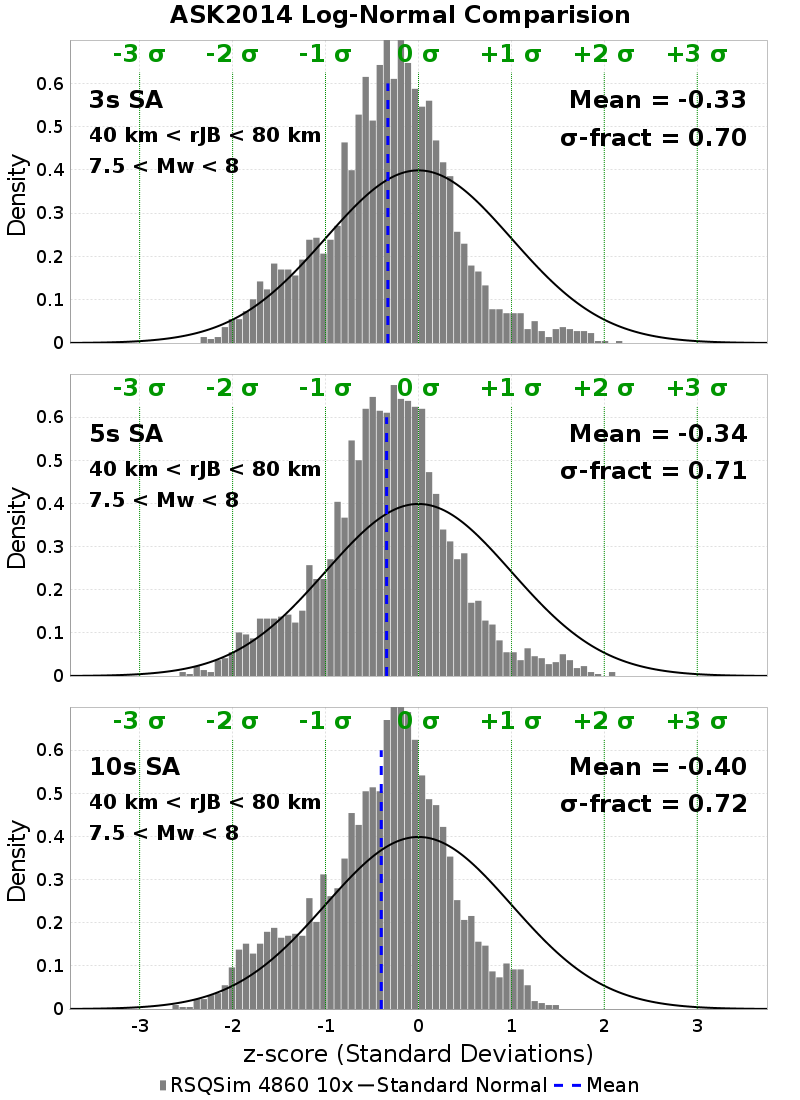 ASK2014 Log-Normal Comparision
-3 σ -2 σ -1 σ 0 σ +1 σ +2 σ +3 σ
3s SA
Mean = -0.33
40 km < rJB < 80 km
σ-fract = 0.70
7.5 < Mw < 8
Density
0.6
0.5
0.4
0.3
0.2
0.1
0
-3 σ -2 σ -1 σ 0 σ +1 σ +2 σ +3 σ
5s SA
Mean = -0.34
40 km < rJB < 80 km
σ-fract = 0.71
7.5 < Mw < 8
Density
0.6
0.5
0.4
0.3
0.2
0.1
0
-3 σ -2 σ -1 σ 0 σ +1 σ +2 σ +3 σ
10s SA
Mean = -0.40
40 km < rJB < 80 km
σ-fract = 0.72
7.5 < Mw < 8
Density
0.6
0.5
0.4
0.3
0.2
0.1
0
-3 -2 -1 0 1 2 3
z-score (Standard Deviations)
RSQSim 4860 10x Standard Normal Mean